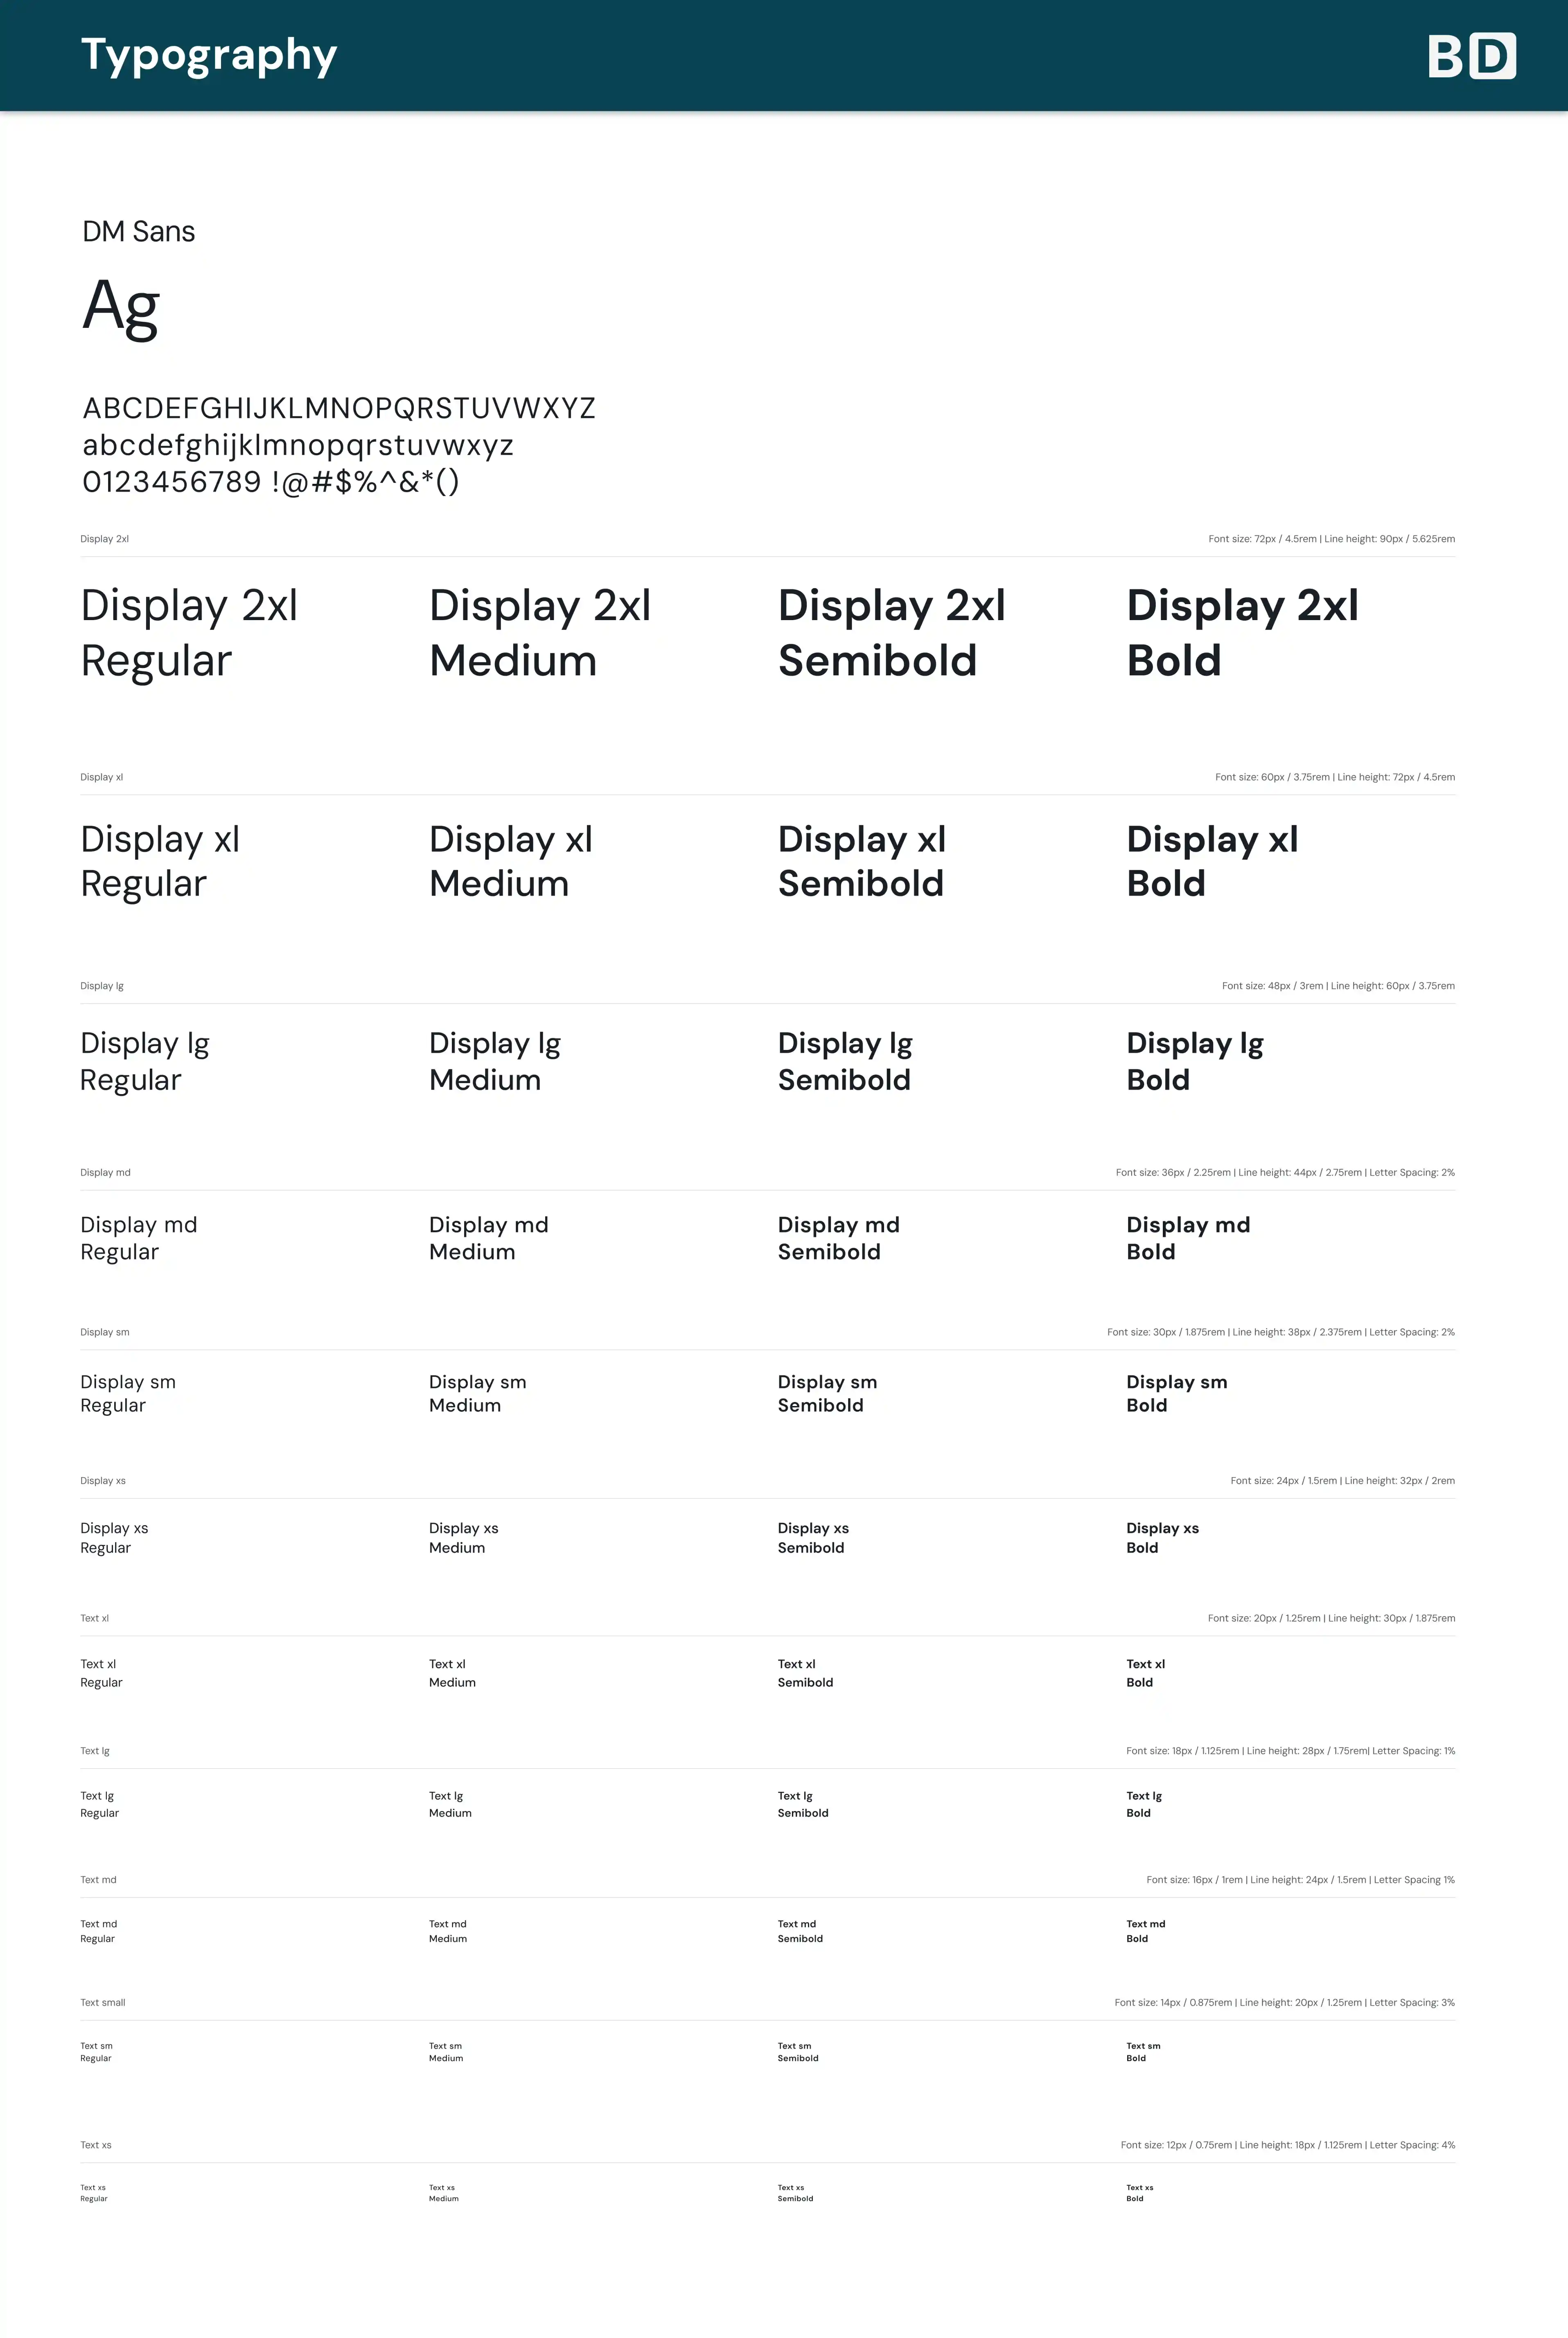 Typography
BD
DM Sans
Ag
ABCDEFGHIJKLMNOPQRSTUVWXYZ
abcdefghijklmnopqrstuvwxyz
0123456789 !@#$%^&*()
Display 2xl Font size: 72px / 4.5rem | Line height: 90px / 5.625rem
Display 2xl Display 2xl Display 2xl Display 2xl
Regular Medium Semibold Bold
Display xl Font size: 60px / 3.75rem | Line height: 72px / 4.5rem
Display xl Display xl Display xl Display xl
Regular Medium Semibold Bold
Display lg Font size: 48px / 3rem | Line height: 60px / 3.75rem
Display lg Display lg Display lg Display lg
Regular Medium Semibold Bold
Display md Font size: 36px / 2.25rem | Line height: 44px / 2.75rem | Letter Spacing: 2%
Display md Display md Display md Display md
Regular Medium Semibold Bold
Display sm Font size: 30px / 1.875rem | Line height: 38px / 2.375rem | Letter Spacing: 2%
Display sm Display sm Display sm Display sm
Regular Medium Semibold Bold
Display xs Font size: 24px / 1.5rem | Line height: 32px / 2rem
Display xs Display xs Display xs Display xs
Regular Medium Semibold Bold
Text xl Font size: 20px / 1.25rem | Line height: 30px / 1.875rem
Text xl Text xl Text xl Text xl
Regular Medium Semibold Bold
Text lg Font size: 18px / 1.125rem | Line height: 28px / 1.75rem| Letter Spacing: 1%
Text lg Text lg Text lg Text lg
Regular Medium Semibold Bold
Text md Font size: 16px / 1rem | Line height: 24px / 1.5rem | Letter Spacing 1%
Text md Text md Text md Text md
Regular Medium Semibold Bold
Text small Font size: 14px / 0.875rem | Line height: 20px / 1.25rem | Letter Spacing: 3%
Text sm Text sm Text sm Text sm
Regular Medium Semibold Bold
Text xs Font size: 12px / 0.75rem | Line height: 18px / 1.125rem | Letter Spacing: 4%
Text xs Text xs Text xs Text xs
Regular Medium Semibold Bold